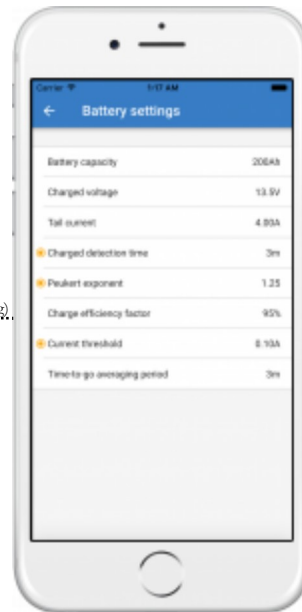 Carrier 1:17 AM
← Battery settings
Battery capacity 200Ah
Charged voltage 13.5V
Tail current 4.00A
Charged detection time 3m
Peukert exponent 1.25
Charge efficiency factor 95%
Current threshold 0.10A
Time-to-go averaging period 3m